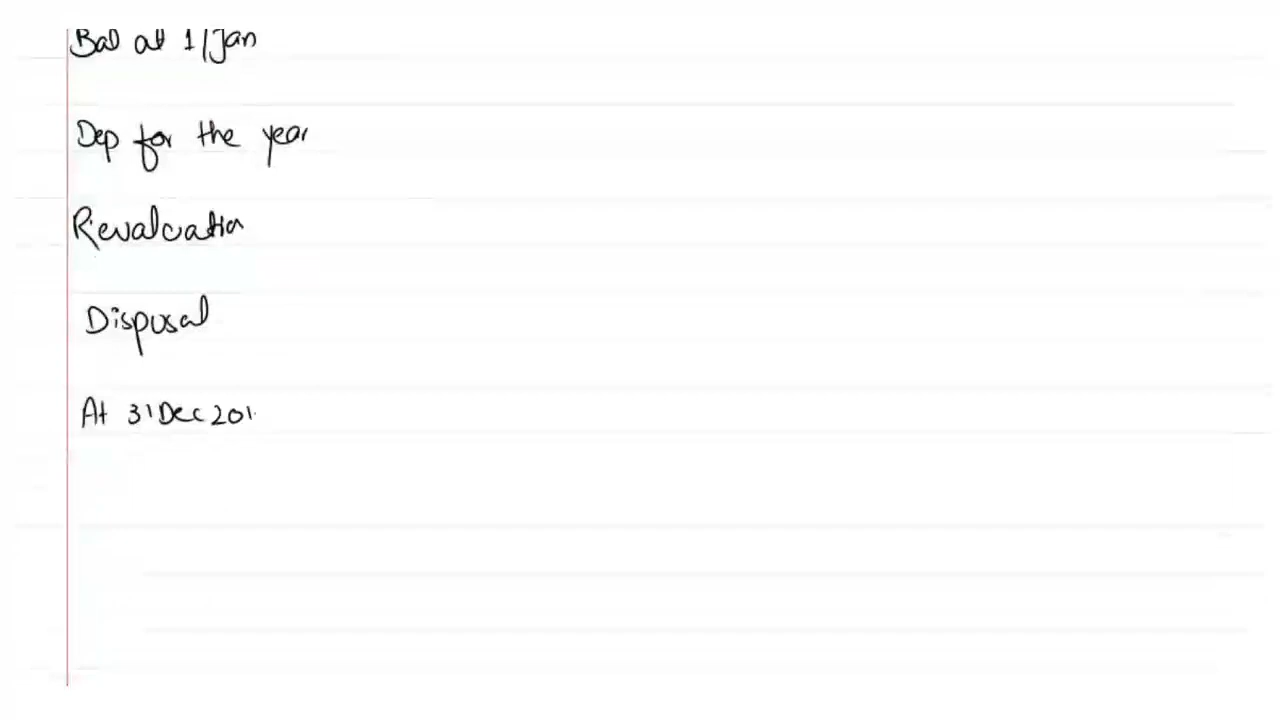 Bal at 1/Jan
Dep for the year
Revaluation
Disposal
At 31 Dec 201